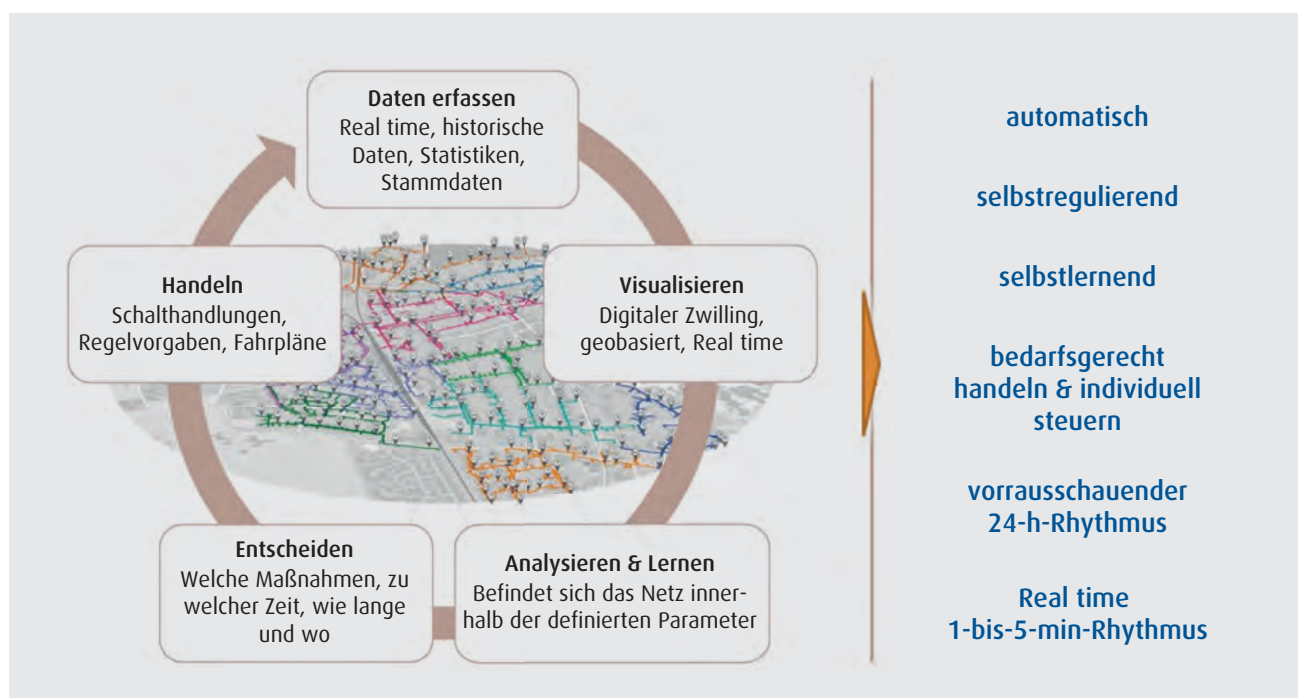 Daten erfassen
Real time, historische
Daten, Statistiken,
Stammdaten
Visualisieren
Digitaler Zwilling,
geobasiert, Real time
Analysieren & Lernen
Befindet sich das Netz inner-
halb der definierten Parameter
Entscheiden
Welche Maßnahmen, zu
welcher Zeit, wie lange
und wo
Handeln
Schalthandlungen,
Regelvorgaben, Fahrpläne
automatisch
selbstregulierend
selbstlernend
bedarfsgerecht
handeln & individuell
steuern
vorrausschauender
24-h-Rhythmus
Real time
1-bis-5-min-Rhythmus